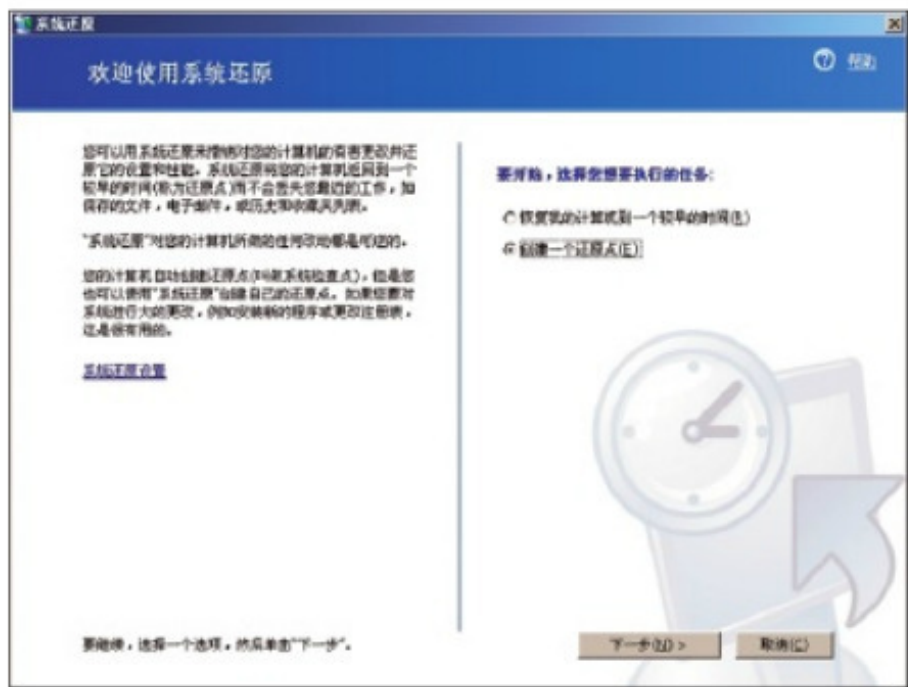 系统还原
欢迎使用系统还原
帮助
您可以用系统还原来撤销对您的计算机的有害更改并还
原它的设置和性能。系统还原将您的计算机返回到一个
较早的时间(称为还原点)而不会丢失您最近的工作，如
保存的文件，电子邮件，或历史和收藏夹列表。
"系统还原"对您的计算机所做的任何改动都是可逆的。
您的计算机自动创建还原点(叫做系统检查点)，但是您
也可以使用"系统还原"创建自己的还原点。如果您要对
系统进行大的更改，例如安装新的程序或更改注册表，
这是很有用的。
系统还原设置
要开始，选择您想要执行的任务:
恢复我的计算机到一个较早的时间(R)
创建一个还原点(E)
要继续，选择一个选项，然后单击"下一步"。
下一步(N) >
取消(C)